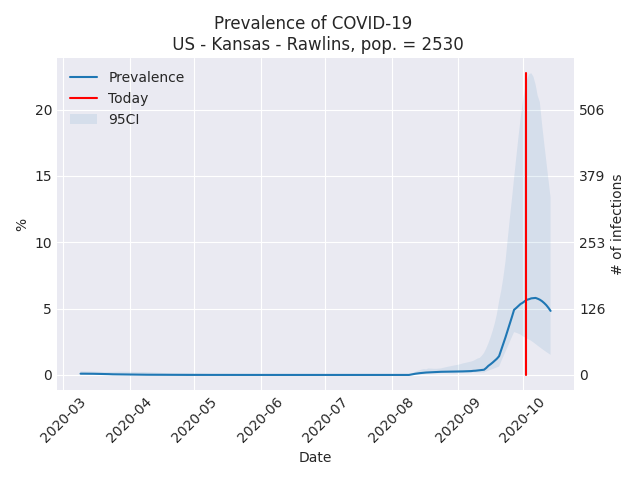 Prevalence of COVID-19
US - Kansas - Rawlins, pop. = 2530
Prevalence
Today
95CI
20
15
10
5
0
%
506
379
253
126
0
# of infections
2020-03
2020-04
2020-05
2020-06
2020-07
2020-08
2020-09
2020-10
Date